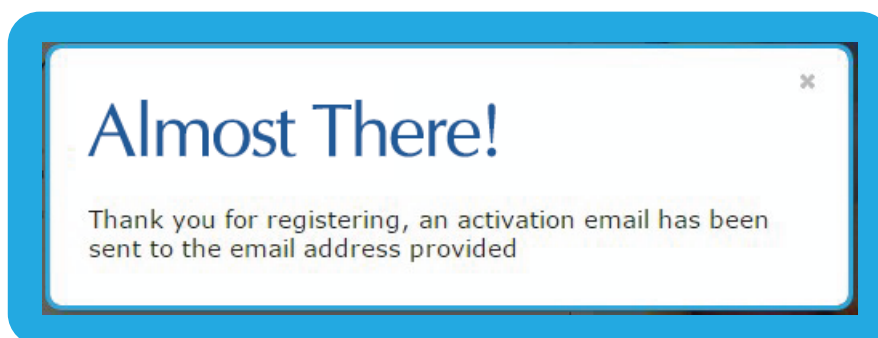 Almost There!
Thank you for registering, an activation email has been
sent to the email address provided